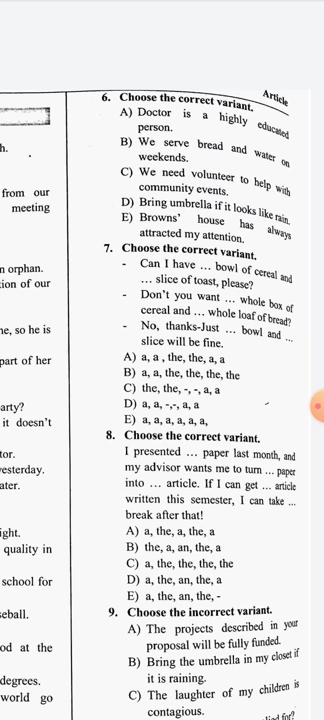 Article
h.
from our
meeting
n orphan.
tion of our
ne, so he is
part of her
arty?
it doesn't
tor.
yesterday.
ater.
ight.
quality in
school for
seball.
od at the
degrees.
world go
6. Choose the correct variant.
A) Doctor is a highly educated
person.
B) We serve bread and water on
weekends.
C) We need volunteer to help with
community events.
D) Bring umbrella if it looks like rain.
E) Browns' house has always
attracted my attention.
7. Choose the correct variant.
- Can I have ... bowl of cereal and
... slice of toast, please?
- Don't you want ... whole box of
cereal and ... whole loaf of bread?
- No, thanks-Just ... bowl and ...
slice will be fine.
A) a, a , the, the, a, a
B) a, a, the, the, the, the
C) the, the, -, -, a, a
D) a, a, -,-, a, a
E) a, a, a, a, a, a,
8. Choose the correct variant.
I presented ... paper last month, and
my advisor wants me to turn ... paper
into ... article. If I can get ... article
written this semester, I can take ...
break after that!
A) a, the, a, the, a
B) the, a, an, the, a
C) a, the, the, the, the
D) a, the, an, the, a
E) a, the, an, the, -
9. Choose the incorrect variant.
A) The projects described in your
proposal will be fully funded.
B) Bring the umbrella in my closet if
it is raining.
C) The laughter of my children is
contagious.
for?